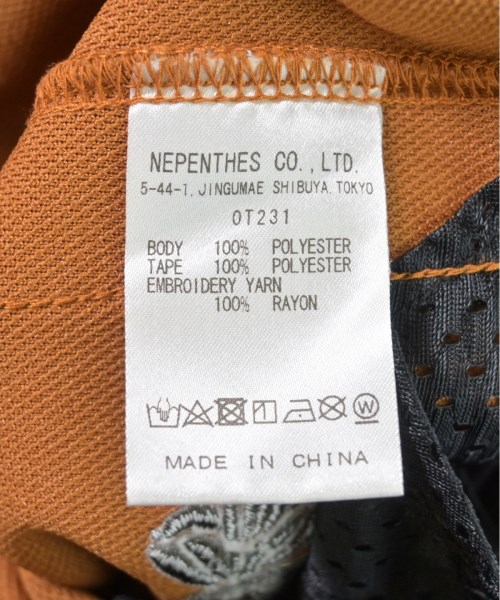 NEPENTHES CO.,LTD.
5-44-1, JINGUMAE SHIBUYA, TOKYO
OT231
BODY 100% POLYESTER
TAPE 100% POLYESTER
EMBROIDERY YARN
100% RAYON
W
MADE IN CHINA